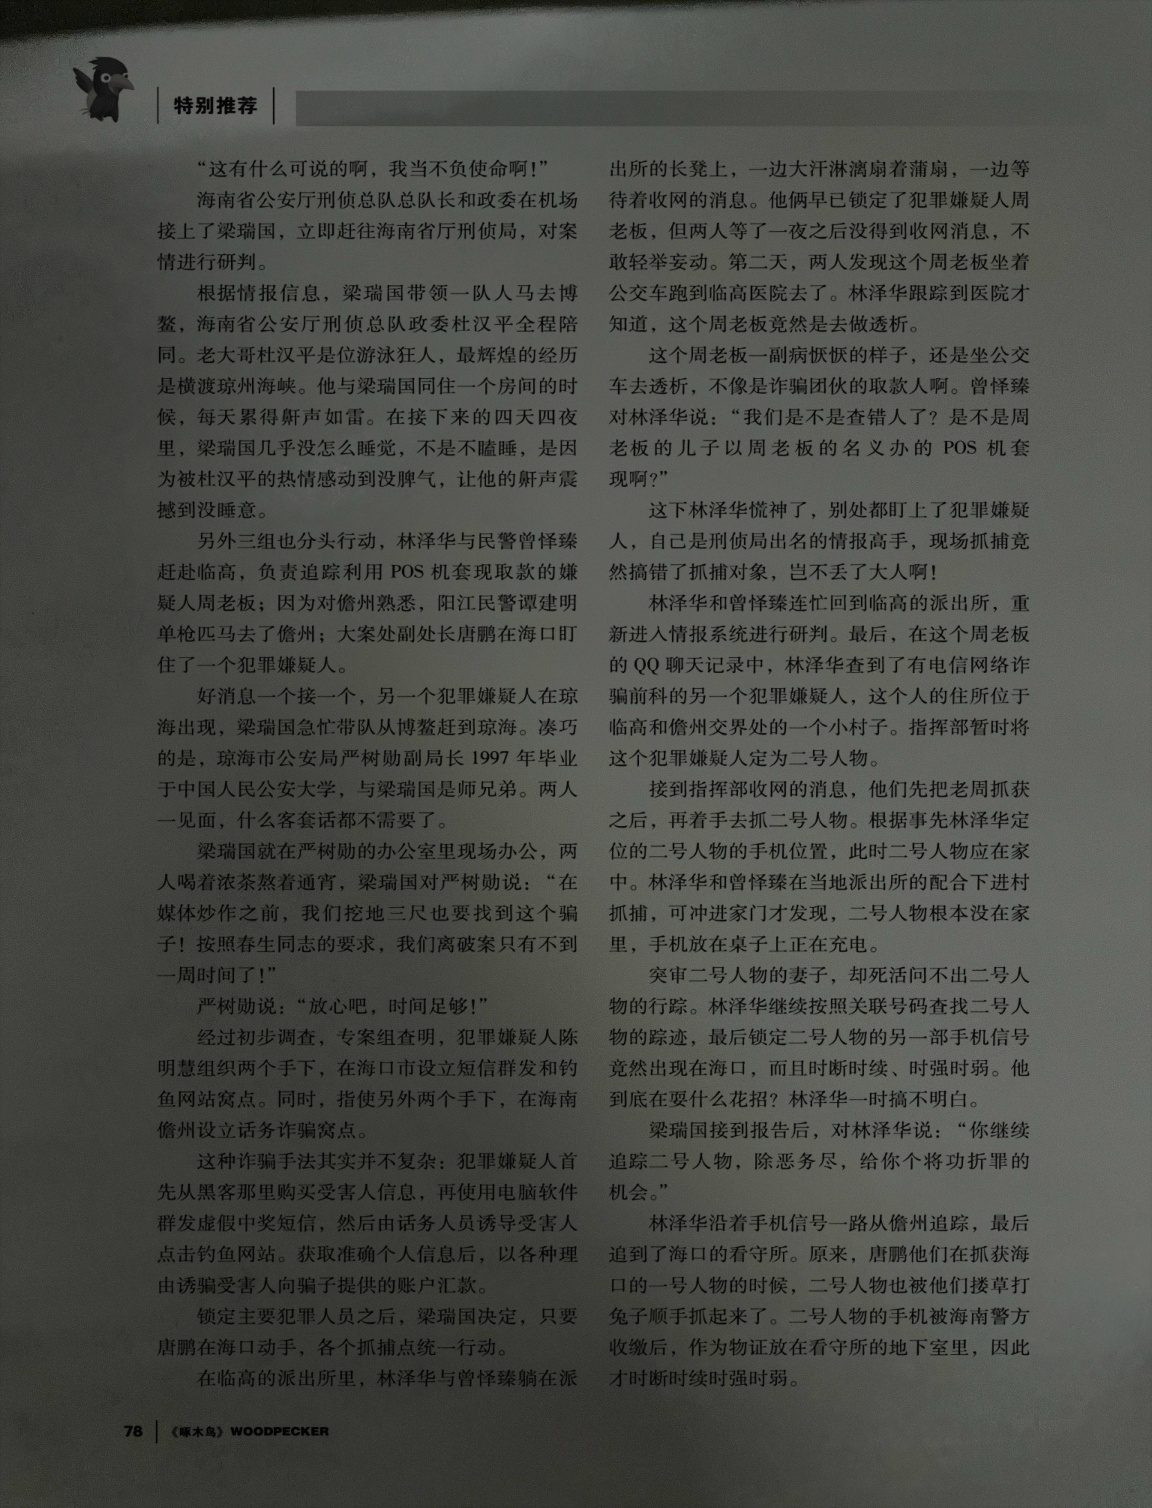 特别推荐
“这有什么可说的啊，我当不负使命啊！”
海南省公安厅刑侦总队总队长和政委在机场
接上了梁瑞国，立即赶往海南省厅刑侦局，对案
情进行研判。
根据情报信息，梁瑞国带领一队人马去博
鳌，海南省公安厅刑侦总队政委杜汉平全程陪
同。老大哥杜汉平是位游泳狂人，最辉煌的经历
是横渡琼州海峡。他与梁瑞国同住一个房间的时
候，每天累得鼾声如雷。在接下来的四天四夜
里，梁瑞国几乎没怎么睡觉，不是不瞌睡，是因
为被杜汉平的热情感动到没脾气，让他的鼾声震
撼到没睡意。
另外三组也分头行动，林泽华与民警曾怿臻
赶赴临高，负责追踪利用 POS 机套现取款的嫌
疑人周老板；因为对儋州熟悉，阳江民警谭建明
单枪匹马去了儋州；大案处副处长唐鹏在海口盯
住了一个犯罪嫌疑人。
好消息一个接一个，另一个犯罪嫌疑人在琼
海出现，梁瑞国急忙带队从博鳌赶到琼海。凑巧
的是，琼海市公安局严树勋副局长 1997 年毕业
于中国人民公安大学，与梁瑞国是师兄弟。两人
一见面，什么客套话都不需要了。
梁瑞国就在严树勋的办公室里现场办公，两
人喝着浓茶熬着通宵，梁瑞国对严树勋说：“在
媒体炒作之前，我们挖地三尺也要找到这个骗
子！按照春生同志的要求，我们离破案只有不到
一周时间了！”
严树勋说：“放心吧，时间足够！”
经过初步调查，专案组查明，犯罪嫌疑人陈
明慧组织两个手下，在海口市设立短信群发和钓
鱼网站窝点。同时，指使另外两个手下，在海南
儋州设立话务诈骗窝点。
这种诈骗手法其实并不复杂：犯罪嫌疑人首
先从黑客那里购买受害人信息，再使用电脑软件
群发虚假中奖短信，然后由话务人员诱导受害人
点击钓鱼网站。获取准确个人信息后，以各种理
由诱骗受害人向骗子提供的账户汇款。
锁定主要犯罪人员之后，梁瑞国决定，只要
唐鹏在海口动手，各个抓捕点统一行动。
在临高的派出所里，林泽华与曾怿臻躺在派
出所的长凳上，一边大汗淋漓扇着蒲扇，一边等
待着收网的消息。他俩早已锁定了犯罪嫌疑人周
老板，但两人等了一夜之后没得到收网消息，不
敢轻举妄动。第二天，两人发现这个周老板坐着
公交车跑到临高医院去了。林泽华跟踪到医院才
知道，这个周老板竟然是去做透析。
这个周老板一副病恹恹的样子，还是坐公交
车去透析，不像是诈骗团伙的取款人啊。曾怿臻
对林泽华说：“我们是不是查错人了？是不是周
老板的儿子以周老板的名义办的 POS 机套
现啊？”
这下林泽华慌神了，别处都盯上了犯罪嫌疑
人，自己是刑侦局出名的情报高手，现场抓捕竟
然搞错了抓捕对象，岂不丢了大人啊！
林泽华和曾怿臻连忙回到临高的派出所，重
新进入情报系统进行研判。最后，在这个周老板
的 QQ 聊天记录中，林泽华查到了有电信网络诈
骗前科的另一个犯罪嫌疑人，这个人的住所位于
临高和儋州交界处的一个小村子。指挥部暂时将
这个犯罪嫌疑人定为二号人物。
接到指挥部收网的消息，他们先把老周抓获
之后，再着手去抓二号人物。根据事先林泽华定
位的二号人物的手机位置，此时二号人物应在家
中。林泽华和曾怿臻在当地派出所的配合下进村
抓捕，可冲进家门才发现，二号人物根本没在家
里，手机放在桌子上正在充电。
突审二号人物的妻子，却死活问不出二号人
物的行踪。林泽华继续按照关联号码查找二号人
物的踪迹，最后锁定二号人物的另一部手机信号
竟然出现在海口，而且时断时续、时强时弱。他
到底在耍什么花招？林泽华一时搞不明白。
梁瑞国接到报告后，对林泽华说：“你继续
追踪二号人物，除恶务尽，给你个将功折罪的
机会。”
林泽华沿着手机信号一路从儋州追踪，最后
追到了海口的看守所。原来，唐鹏他们在抓获海
口的一号人物的时候，二号人物也被他们搂草打
兔子顺手抓起来了。二号人物的手机被海南警方
收缴后，作为物证放在看守所的地下室里，因此
才时断时续时强时弱。
78 《啄木鸟》WOODPECKER